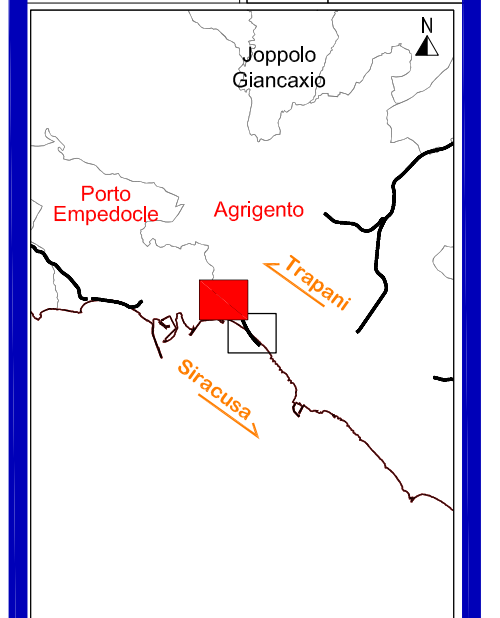 N
Joppolo
Giancaxio
Porto
Empedocle
Agrigento
Trapani
Siracusa